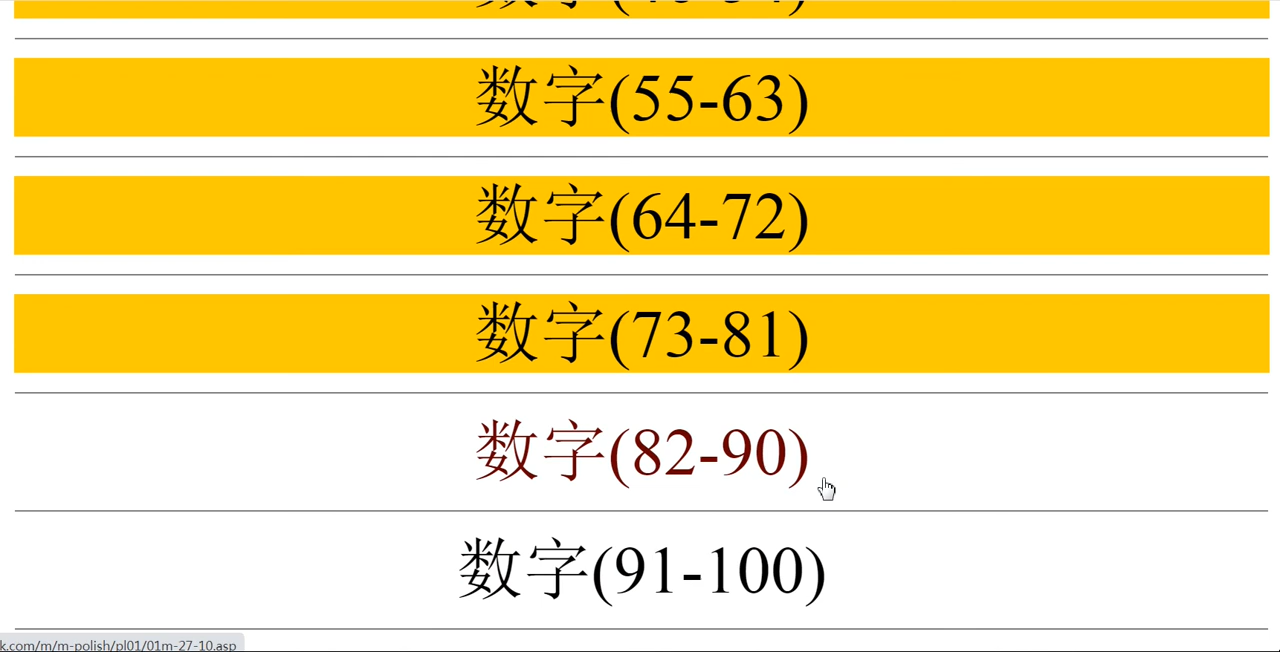 数字(55-63)
数字(64-72)
数字(73-81)
数字(82-90)
数字(91-100)
k.com/m/m-polish/pl01/01m-27-10.asp